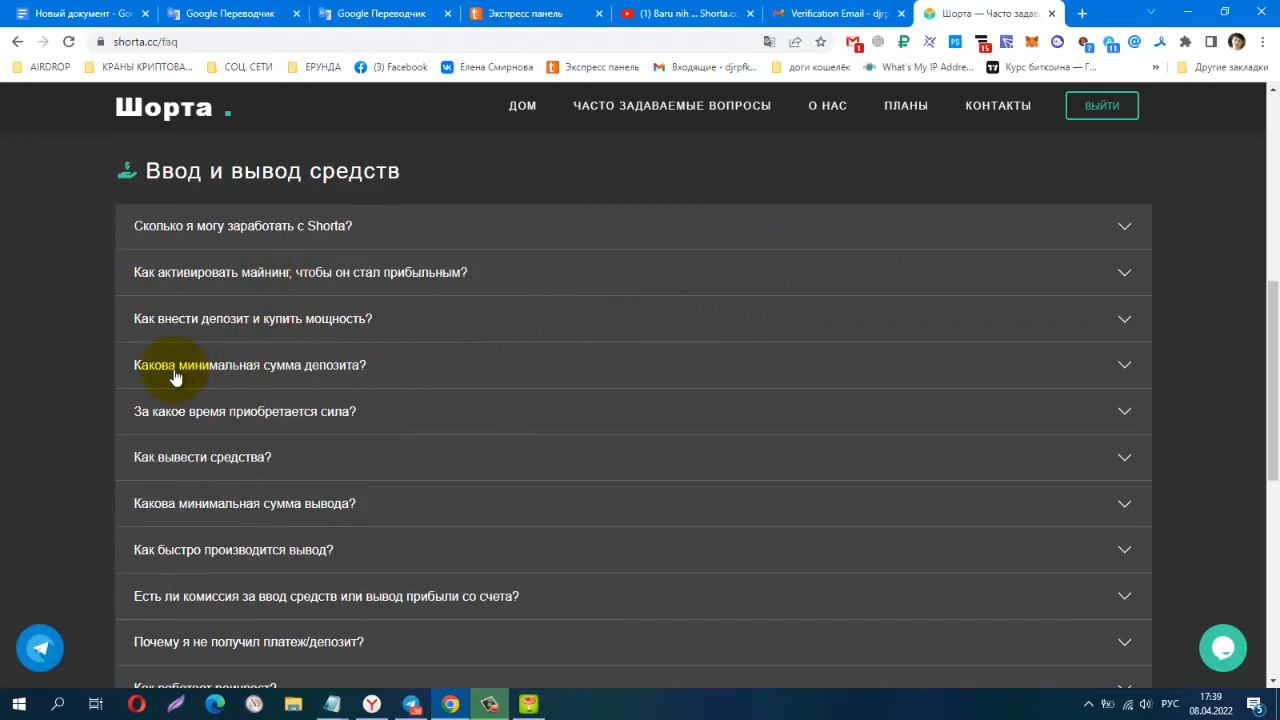 Новый документ - Goo
Google Переводчик
Google Переводчик
Экспресс панель
(1) Baru nih ... Shorta.cc
Verification Email - djrp
Шорта — Часто задав
shorta.cc/faq
AIRDROP
КРАНЫ КРИПТОВА...
СОЦ. СЕТИ
ЕРУНДА
(3) Facebook
Елена Смирнова
Экспресс панель
Входящие - djrpfk...
доги кошелёк
What's My IP Addre...
Курс биткоина — Г...
Другие закладки
Шорта .
ДОМ
ЧАСТО ЗАДАВАЕМЫЕ ВОПРОСЫ
О НАС
ПЛАНЫ
КОНТАКТЫ
ВЫЙТИ
Ввод и вывод средств
Сколько я могу заработать с Shorta?
Как активировать майнинг, чтобы он стал прибыльным?
Как внести депозит и купить мощность?
Какова минимальная сумма депозита?
За какое время приобретается сила?
Как вывести средства?
Какова минимальная сумма вывода?
Как быстро производится вывод?
Есть ли комиссия за ввод средств или вывод прибыли со счета?
Почему я не получил платеж/депозит?
Как работает реинвест?
РУС
17:39
08.04.2022